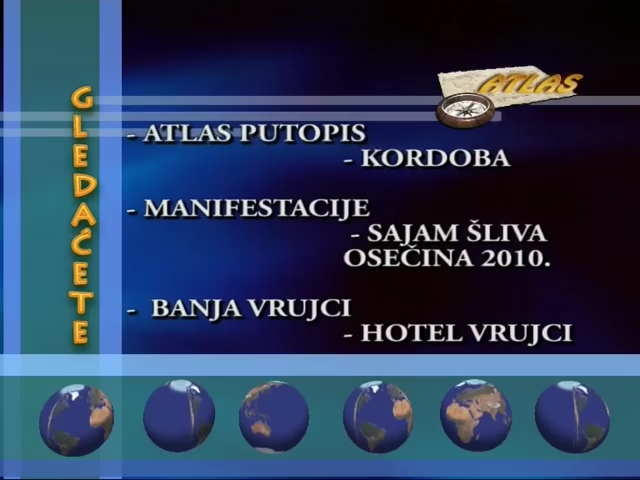 ATLAS
GLEDAĆETE
- ATLAS PUTOPIS
- KORDOBA
- MANIFESTACIJE
- SAJAM ŠLIVA
OSEČINA 2010.
- BANJA VRUJCI
- HOTEL VRUJCI